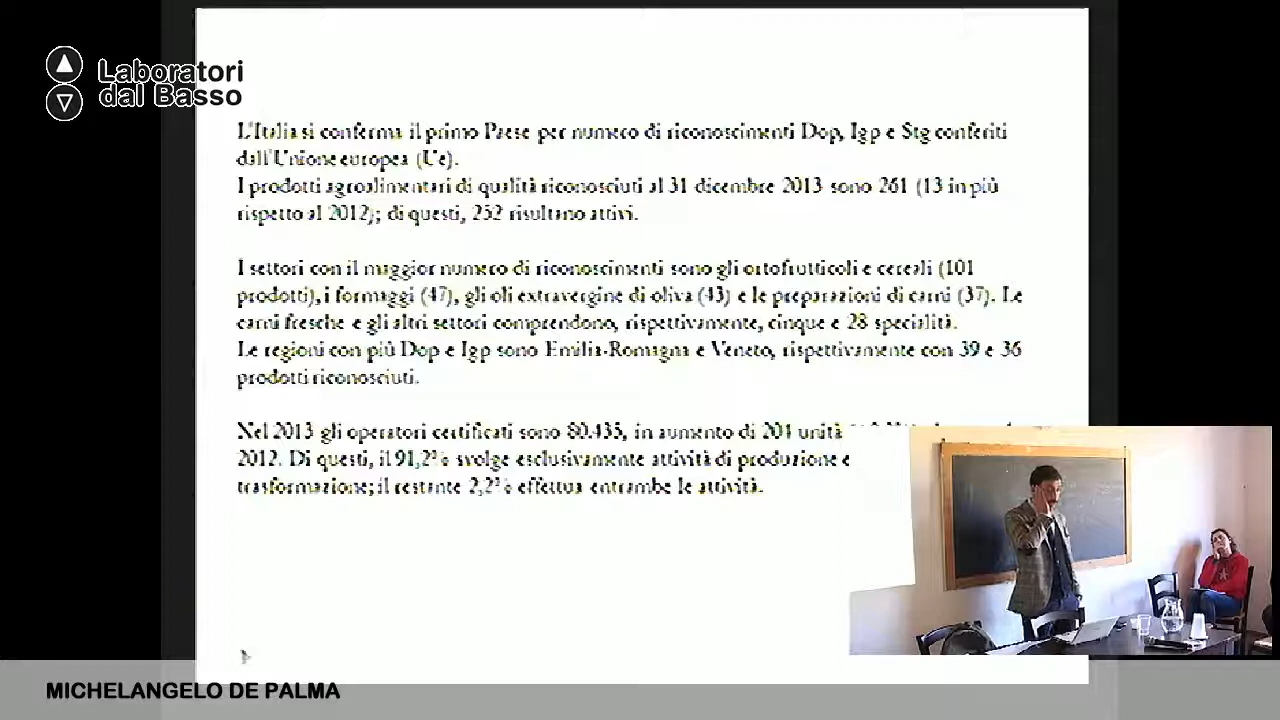 Laboratori
dal Basso
L'Italia si conferma il primo Paese per numero di riconoscimenti Dop, Igp e Stg conferiti
dall'Unione europea (Ue).
I prodotti agroalimentari di qualità riconosciuti al 31 dicembre 2013 sono 261 (13 in più
rispetto al 2012); di questi, 252 risultano attivi.
I settori con il maggior numero di riconoscimenti sono gli ortofrutticoli e cereali (101
prodotti), i formaggi (47), gli oli extravergine di oliva (43) e le preparazioni di carni (37). Le
carni fresche e gli altri settori comprendono, rispettivamente, cinque e 28 specialità.
Le regioni con più Dop e Igp sono Emilia-Romagna e Veneto, rispettivamente con 39 e 36
prodotti riconosciuti.
Nel 2013 gli operatori certificati sono 80.435, in aumento di 204 unità
2012. Di questi, il 91,2% svolge esclusivamente attività di produzione e
trasformazione; il restante 2,2% effettua entrambe le attività.
MICHELANGELO DE PALMA